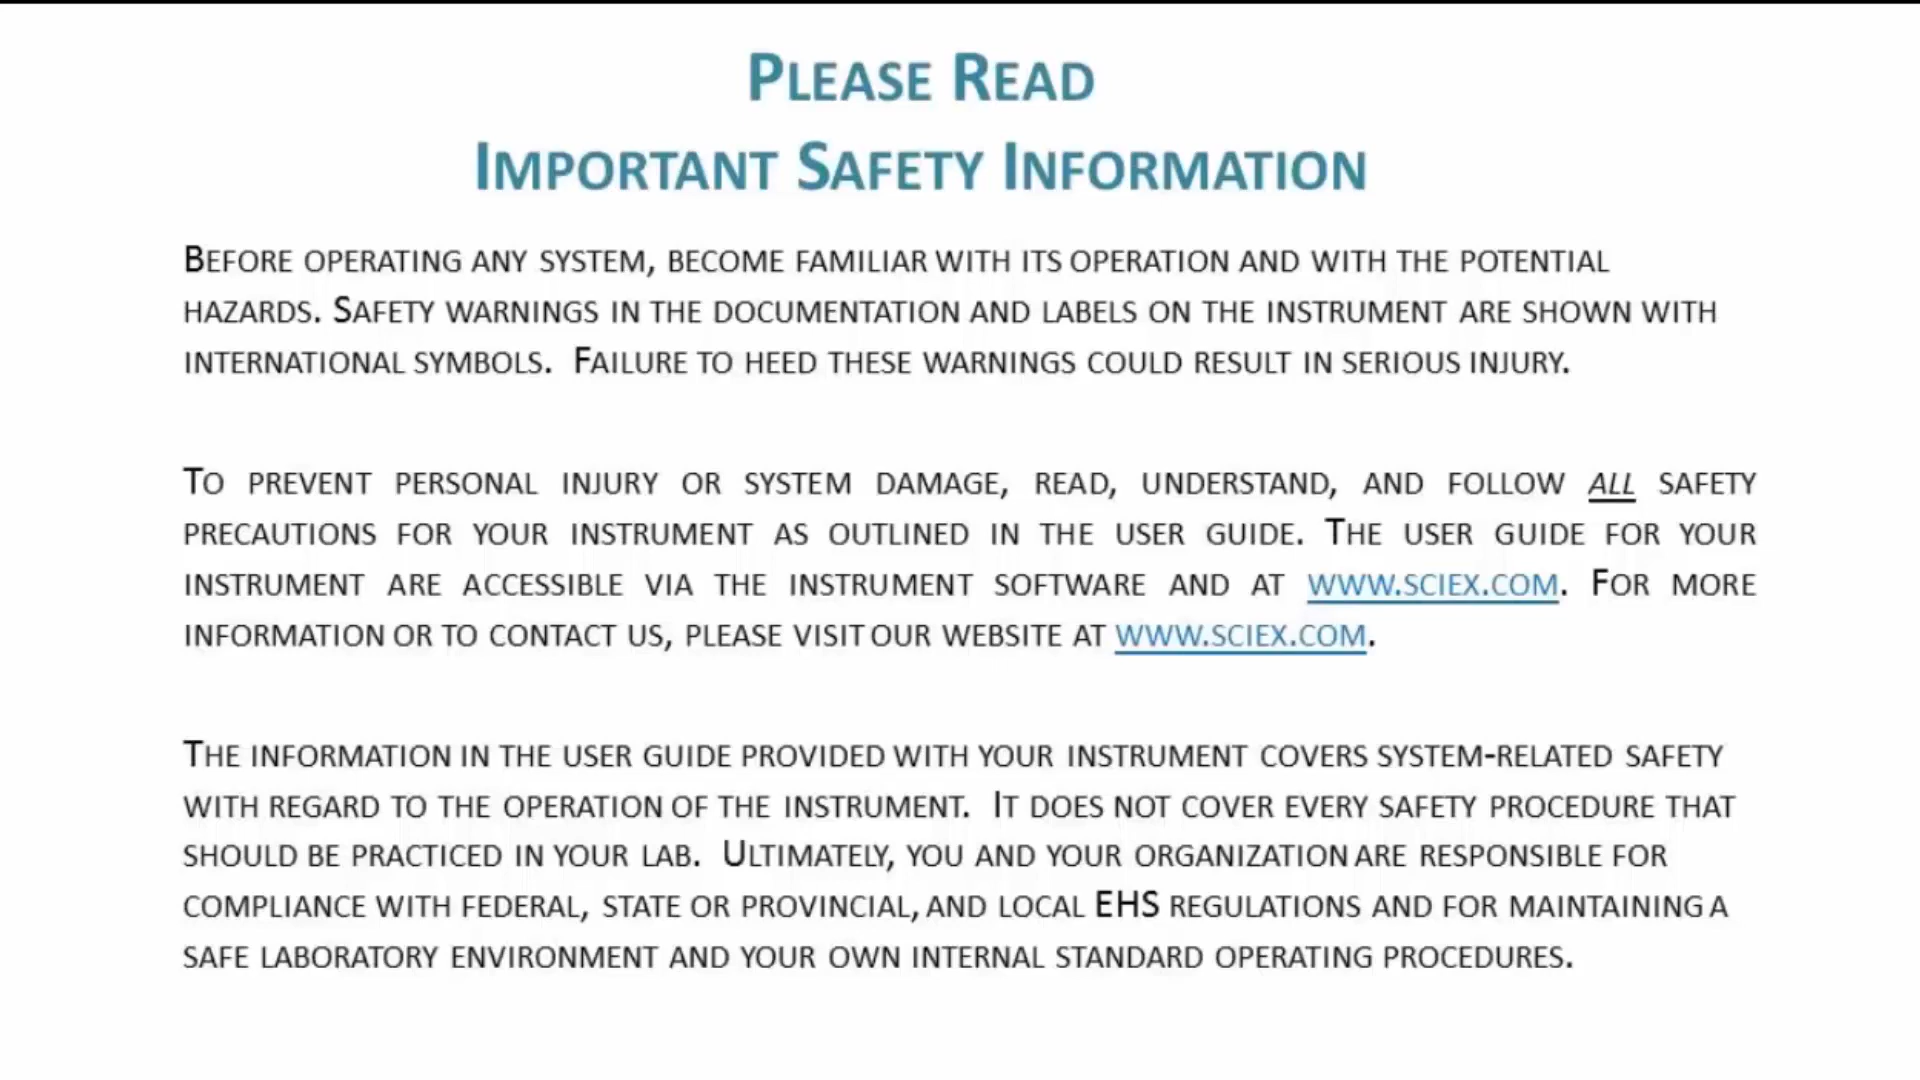 PLEASE READ
IMPORTANT SAFETY INFORMATION
BEFORE OPERATING ANY SYSTEM, BECOME FAMILIAR WITH ITS OPERATION AND WITH THE POTENTIAL
HAZARDS. SAFETY WARNINGS IN THE DOCUMENTATION AND LABELS ON THE INSTRUMENT ARE SHOWN WITH
INTERNATIONAL SYMBOLS. FAILURE TO HEED THESE WARNINGS COULD RESULT IN SERIOUS INJURY.
TO PREVENT PERSONAL INJURY OR SYSTEM DAMAGE, READ, UNDERSTAND, AND FOLLOW ALL SAFETY
PRECAUTIONS FOR YOUR INSTRUMENT AS OUTLINED IN THE USER GUIDE. THE USER GUIDE FOR YOUR
INSTRUMENT ARE ACCESSIBLE VIA THE INSTRUMENT SOFTWARE AND AT WWW.SCIEX.COM. FOR MORE
INFORMATION OR TO CONTACT US, PLEASE VISIT OUR WEBSITE AT WWW.SCIEX.COM.
THE INFORMATION IN THE USER GUIDE PROVIDED WITH YOUR INSTRUMENT COVERS SYSTEM-RELATED SAFETY
WITH REGARD TO THE OPERATION OF THE INSTRUMENT. IT DOES NOT COVER EVERY SAFETY PROCEDURE THAT
SHOULD BE PRACTICED IN YOUR LAB. ULTIMATELY, YOU AND YOUR ORGANIZATION ARE RESPONSIBLE FOR
COMPLIANCE WITH FEDERAL, STATE OR PROVINCIAL, AND LOCAL EHS REGULATIONS AND FOR MAINTAINING A
SAFE LABORATORY ENVIRONMENT AND YOUR OWN INTERNAL STANDARD OPERATING PROCEDURES.